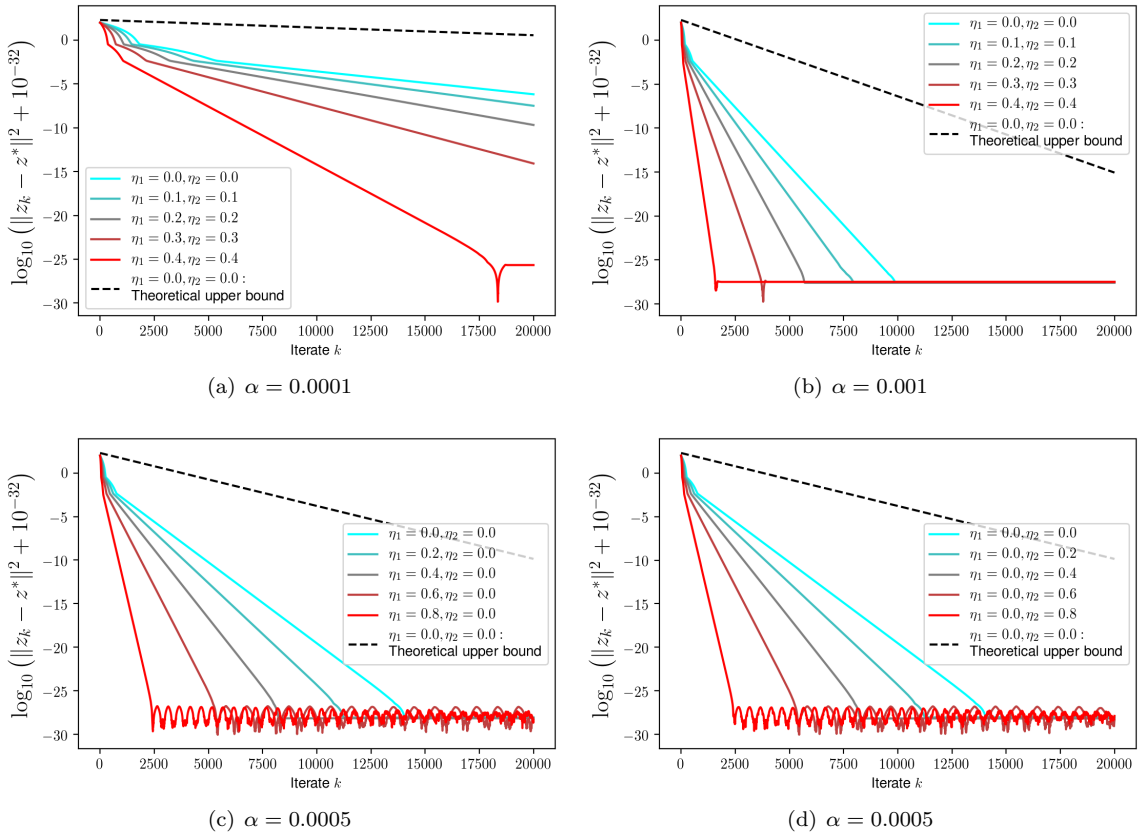 log₁₀ (‖z_k − z*‖² + 10⁻³²)
0
−5
−10
−15
−20
−25
−30
η₁ = 0.0, η₂ = 0.0
η₁ = 0.1, η₂ = 0.1
η₁ = 0.2, η₂ = 0.2
η₁ = 0.3, η₂ = 0.3
η₁ = 0.4, η₂ = 0.4
η₁ = 0.0, η₂ = 0.0 :
Theoretical upper bound
0 2500 5000 7500 10000 12500 15000 17500 20000
Iterate k
(a) α = 0.0001
log₁₀ (‖z_k − z*‖² + 10⁻³²)
0
−5
−10
−15
−20
−25
−30
η₁ = 0.0, η₂ = 0.0
η₁ = 0.1, η₂ = 0.1
η₁ = 0.2, η₂ = 0.2
η₁ = 0.3, η₂ = 0.3
η₁ = 0.4, η₂ = 0.4
η₁ = 0.0, η₂ = 0.0 :
Theoretical upper bound
0 2500 5000 7500 10000 12500 15000 17500 20000
Iterate k
(b) α = 0.001
log₁₀ (‖z_k − z*‖² + 10⁻³²)
0
−5
−10
−15
−20
−25
−30
η₁ = 0.0, η₂ = 0.0
η₁ = 0.2, η₂ = 0.0
η₁ = 0.4, η₂ = 0.0
η₁ = 0.6, η₂ = 0.0
η₁ = 0.8, η₂ = 0.0
η₁ = 0.0, η₂ = 0.0 :
Theoretical upper bound
0 2500 5000 7500 10000 12500 15000 17500 20000
Iterate k
(c) α = 0.0005
log₁₀ (‖z_k − z*‖² + 10⁻³²)
0
−5
−10
−15
−20
−25
−30
η₁ = 0.0, η₂ = 0.0
η₁ = 0.0, η₂ = 0.2
η₁ = 0.0, η₂ = 0.4
η₁ = 0.0, η₂ = 0.6
η₁ = 0.0, η₂ = 0.8
η₁ = 0.0, η₂ = 0.0 :
Theoretical upper bound
0 2500 5000 7500 10000 12500 15000 17500 20000
Iterate k
(d) α = 0.0005